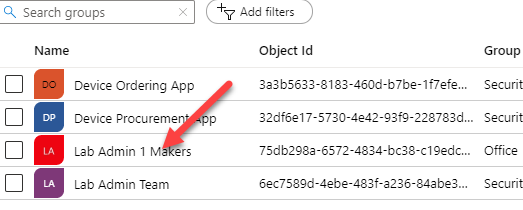 Search groups Add filters
Name Object Id Group
DO Device Ordering App 3a3b5633-8183-460d-b7be-1f7efe... Securit
DP Device Procurement App 32df6e17-5730-4e42-93f9-228783d... Securit
LA Lab Admin 1 Makers 75db298a-6572-4834-bc38-c19edc... Office
LA Lab Admin Team 6ec7589d-4ebe-483f-a236-84abe3... Securit